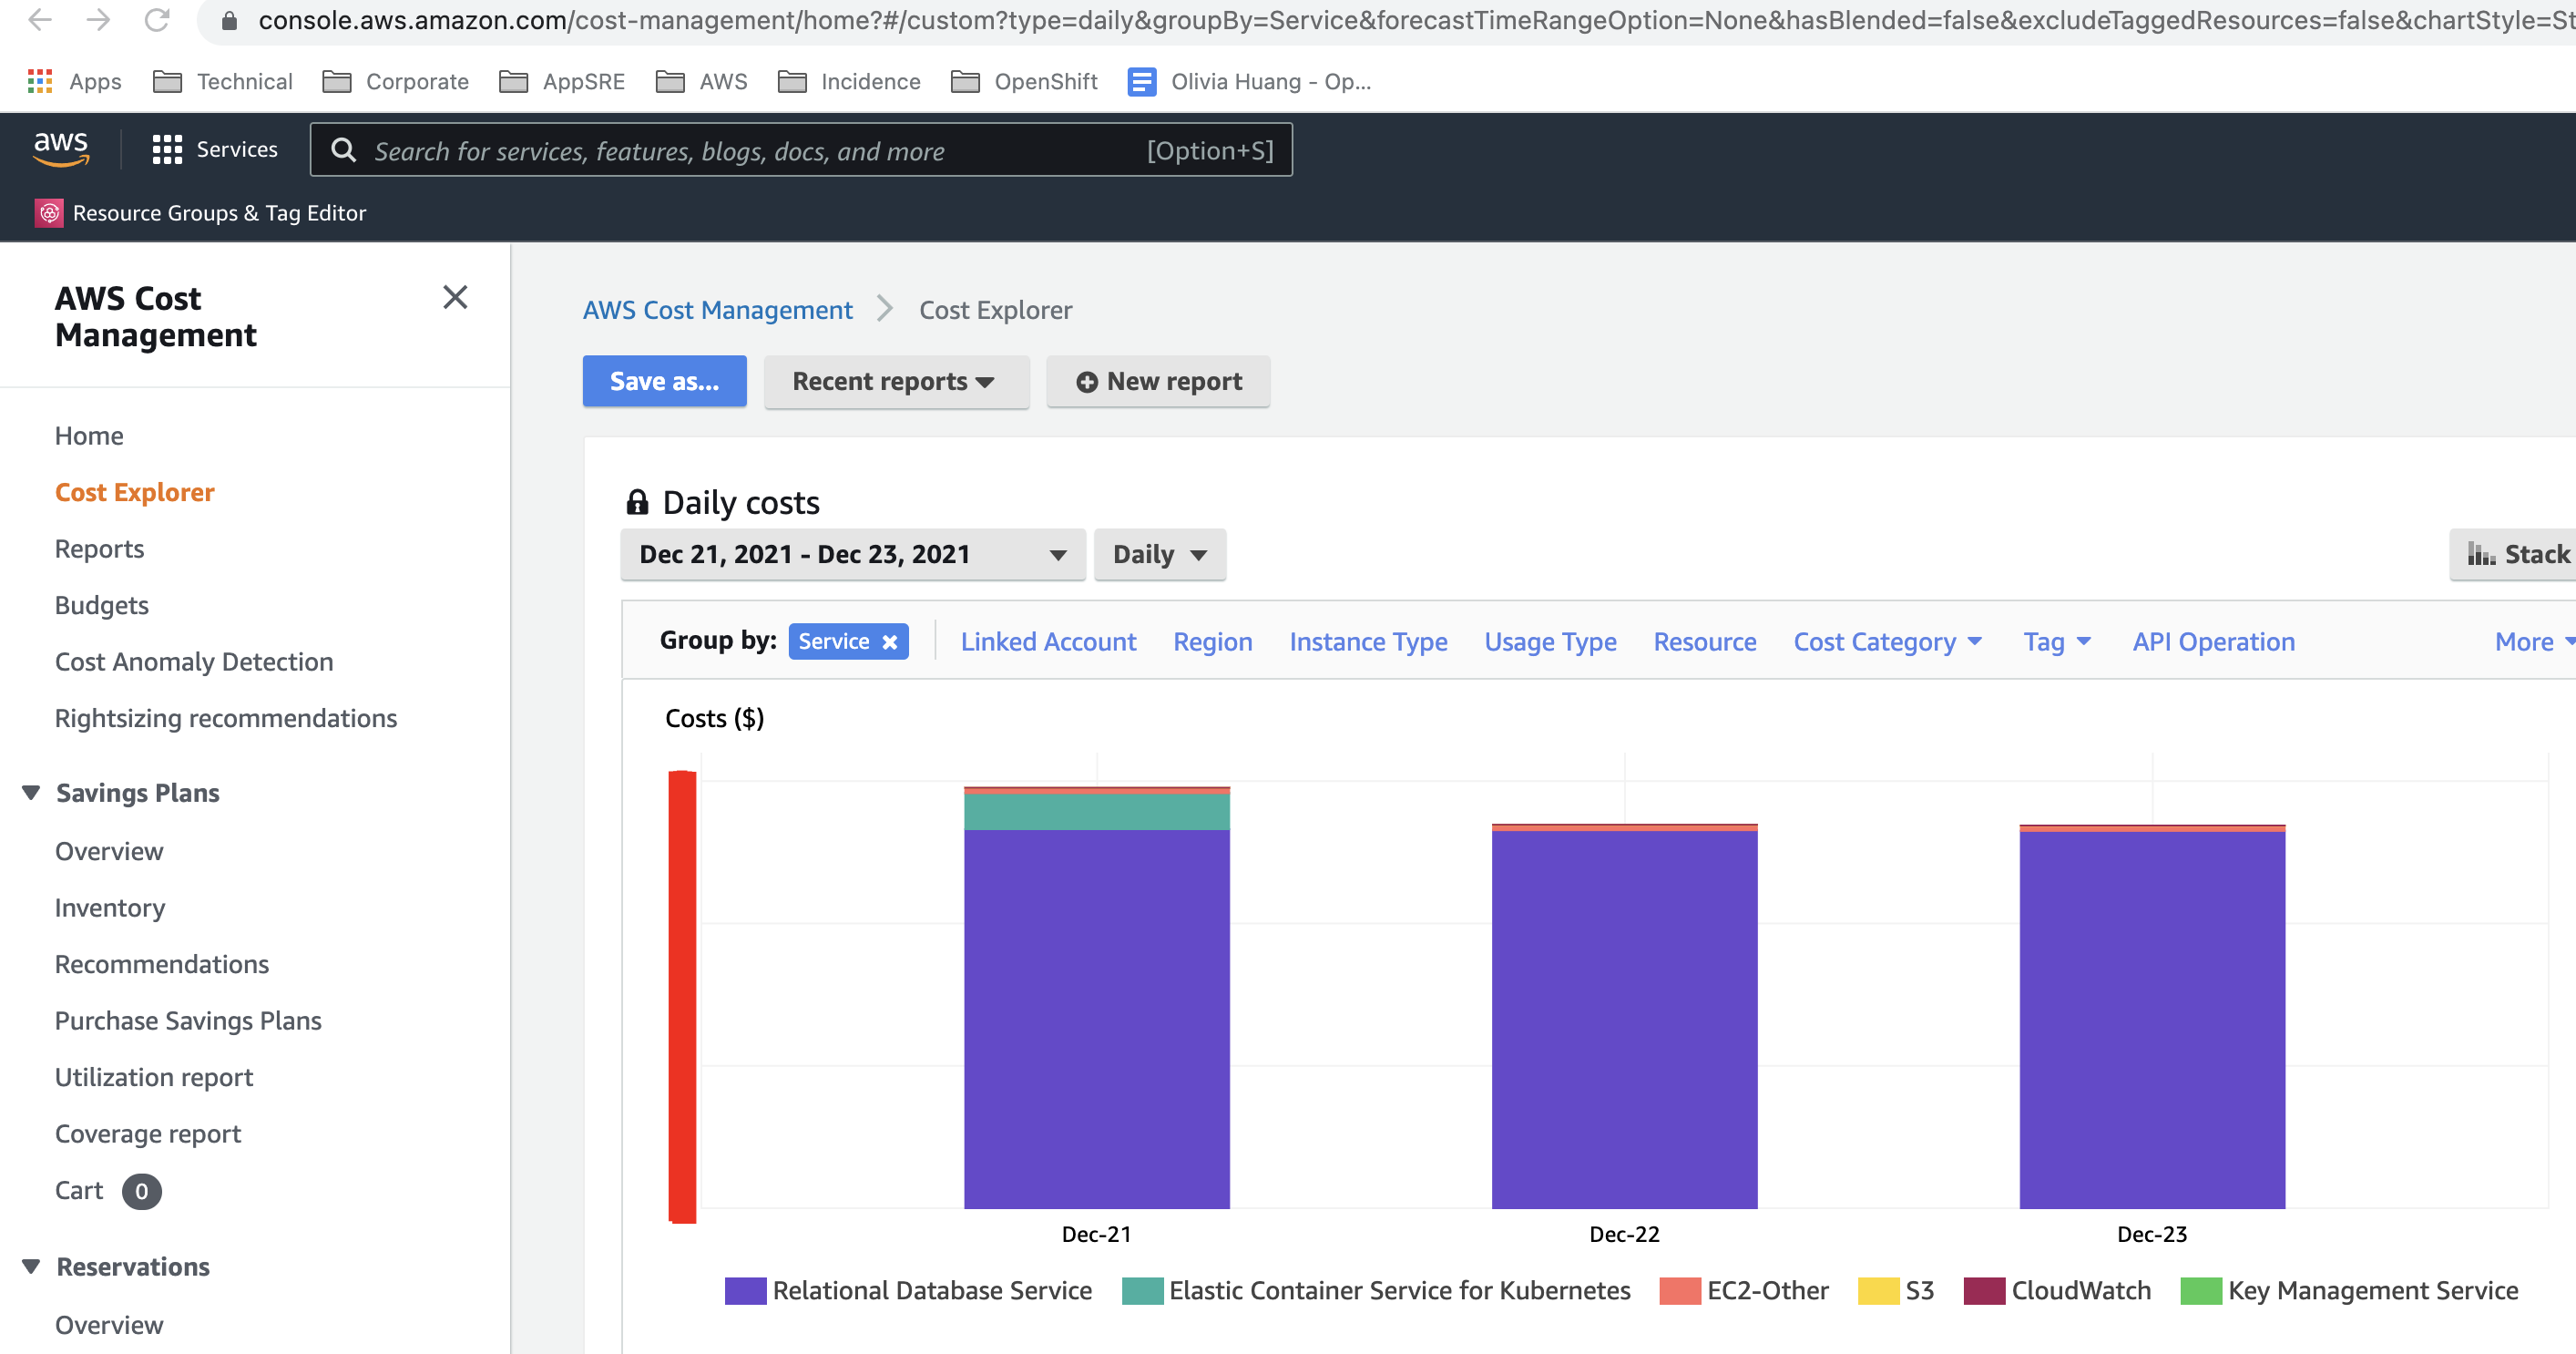 console.aws.amazon.com/cost-management/home?#/custom?type=daily&groupBy=Service&forecastTimeRangeOption=None&hasBlended=false&excludeTaggedResources=false&chartStyle=St
Apps Technical Corporate AppSRE AWS Incidence OpenShift Olivia Huang - Op...
aws Services Search for services, features, blogs, docs, and more [Option+S]
Resource Groups & Tag Editor
AWS Cost
Management
Home
Cost Explorer
Reports
Budgets
Cost Anomaly Detection
Rightsizing recommendations
Savings Plans
Overview
Inventory
Recommendations
Purchase Savings Plans
Utilization report
Coverage report
Cart 0
Reservations
Overview
AWS Cost Management Cost Explorer
Save as... Recent reports New report
Daily costs
Dec 21, 2021 - Dec 23, 2021 Daily Stack
Group by: Service Linked Account Region Instance Type Usage Type Resource Cost Category Tag API Operation More
Costs ($)
Dec-21 Dec-22 Dec-23
Relational Database Service Elastic Container Service for Kubernetes EC2-Other S3 CloudWatch Key Management Service